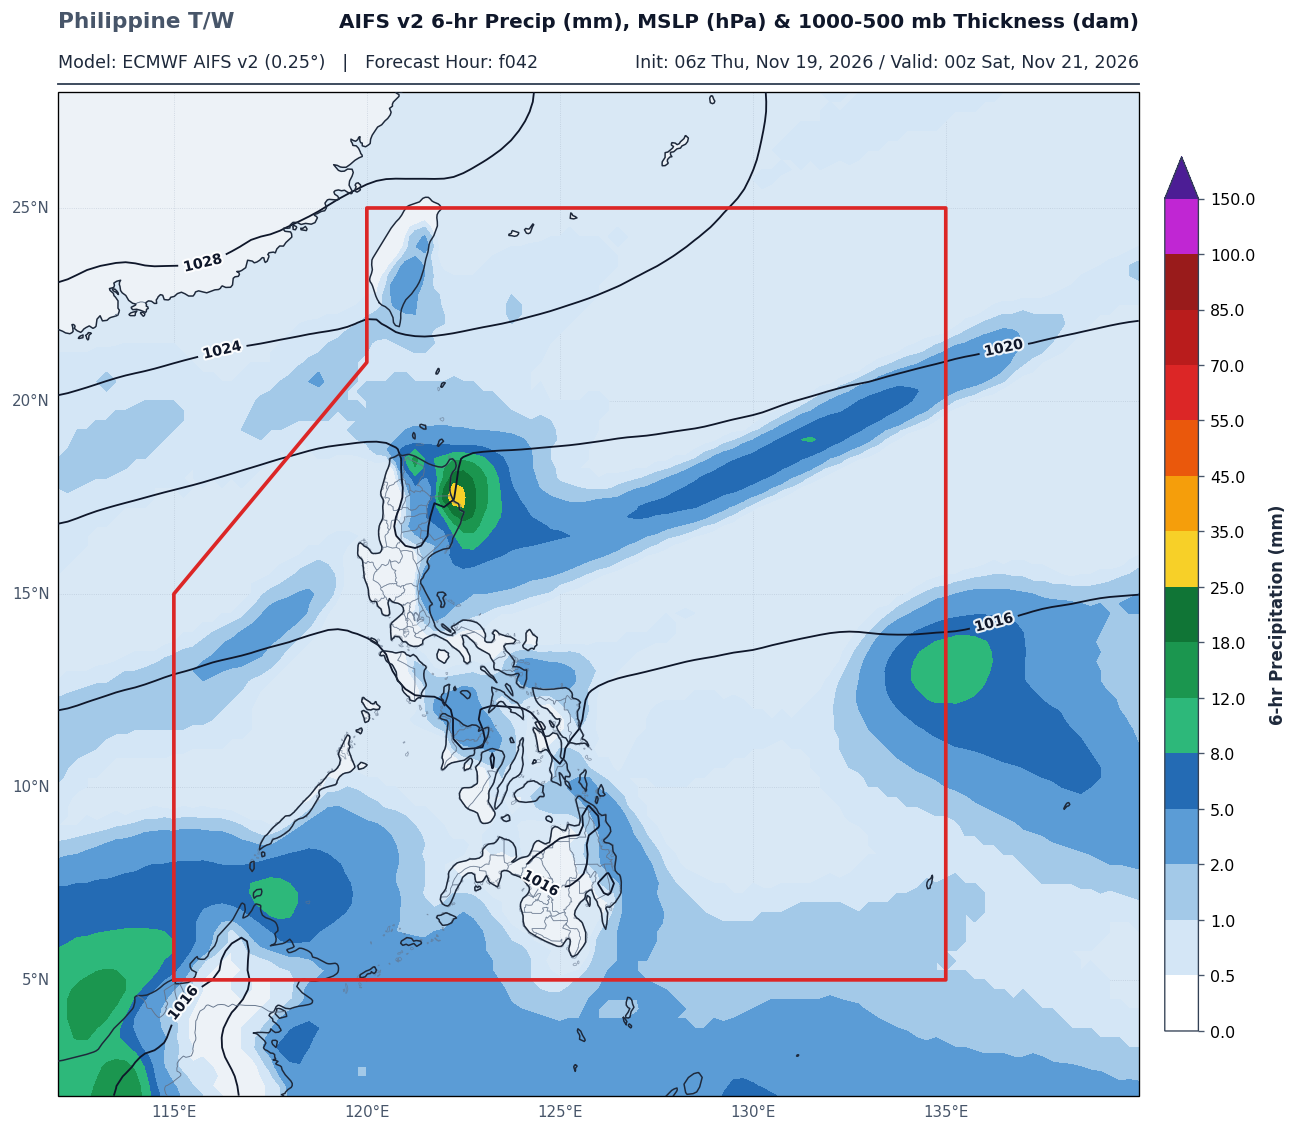 Philippine T/W
AIFS v2 6-hr Precip (mm), MSLP (hPa) & 1000-500 mb Thickness (dam)
Model: ECMWF AIFS v2 (0.25°) | Forecast Hour: f042
Init: 06z Thu, Nov 19, 2026 / Valid: 00z Sat, Nov 21, 2026
25°N
20°N
15°N
10°N
5°N
115°E
120°E
125°E
130°E
135°E
1028
1024
1020
1016
1016
1016
150.0
100.0
85.0
70.0
55.0
45.0
35.0
25.0
18.0
12.0
8.0
5.0
2.0
1.0
0.5
0.0
6-hr Precipitation (mm)